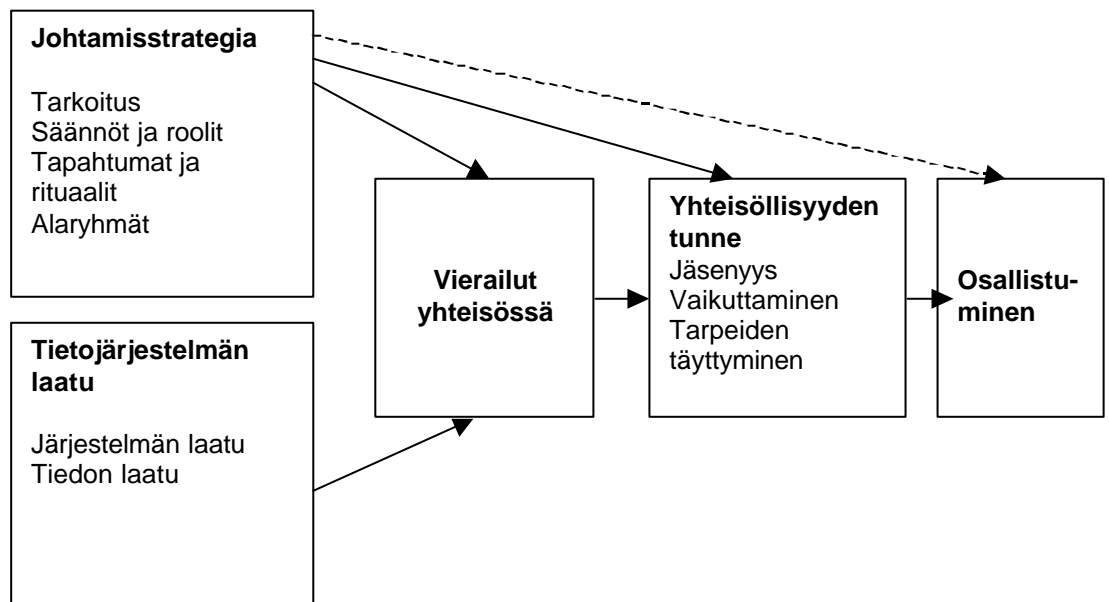 Johtamisstrategia
Tarkoitus
Säännöt ja roolit
Tapahtumat ja
rituaalit
Alaryhmät
Tietojärjestelmän
laatu
Järjestelmän laatu
Tiedon laatu
Vierailut
yhteisössä
Yhteisöllisyyden
tunne
Jäsenyys
Vaikuttaminen
Tarpeiden
täyttyminen
Osallistu-
minen